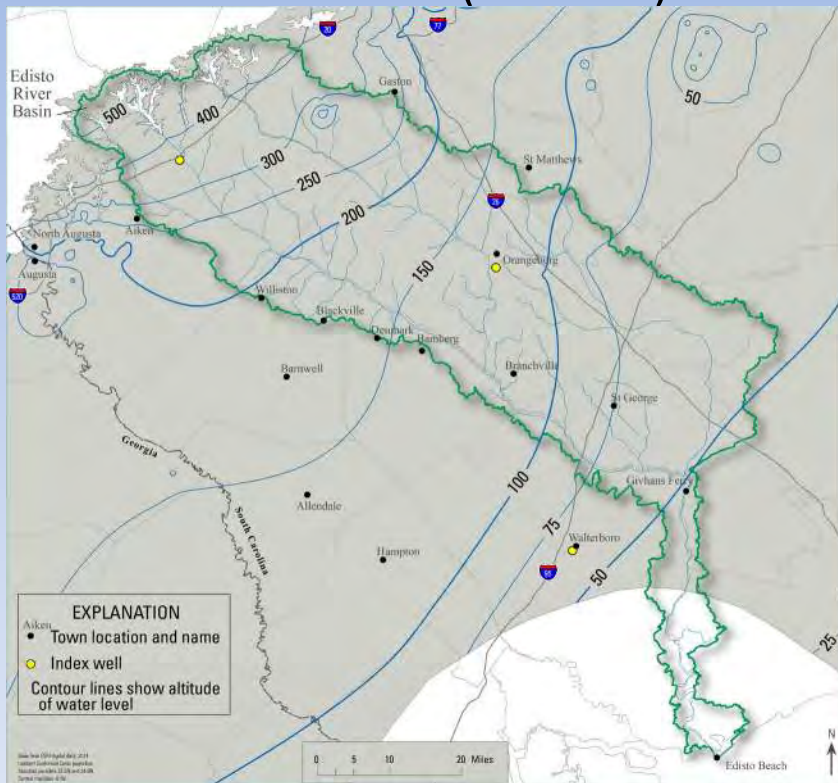 20
77
Edisto
River
Basin
Gaston
500
400
50
300
St Matthews
250
26
200
North Augusta
Aiken
Augusta
Orangeburg
150
520
Williston
Blackville
Denmark
Bamberg
Barnwell
Branchville
St George
Georgia
Givhans Ferry
100
Allendale
South Carolina
75
Walterboro
Hampton
50
95
EXPLANATION
Aiken
Town location and name
Index well
Contour lines show altitude
of water level
25
N
0 5 10 20 Miles
Edisto Beach